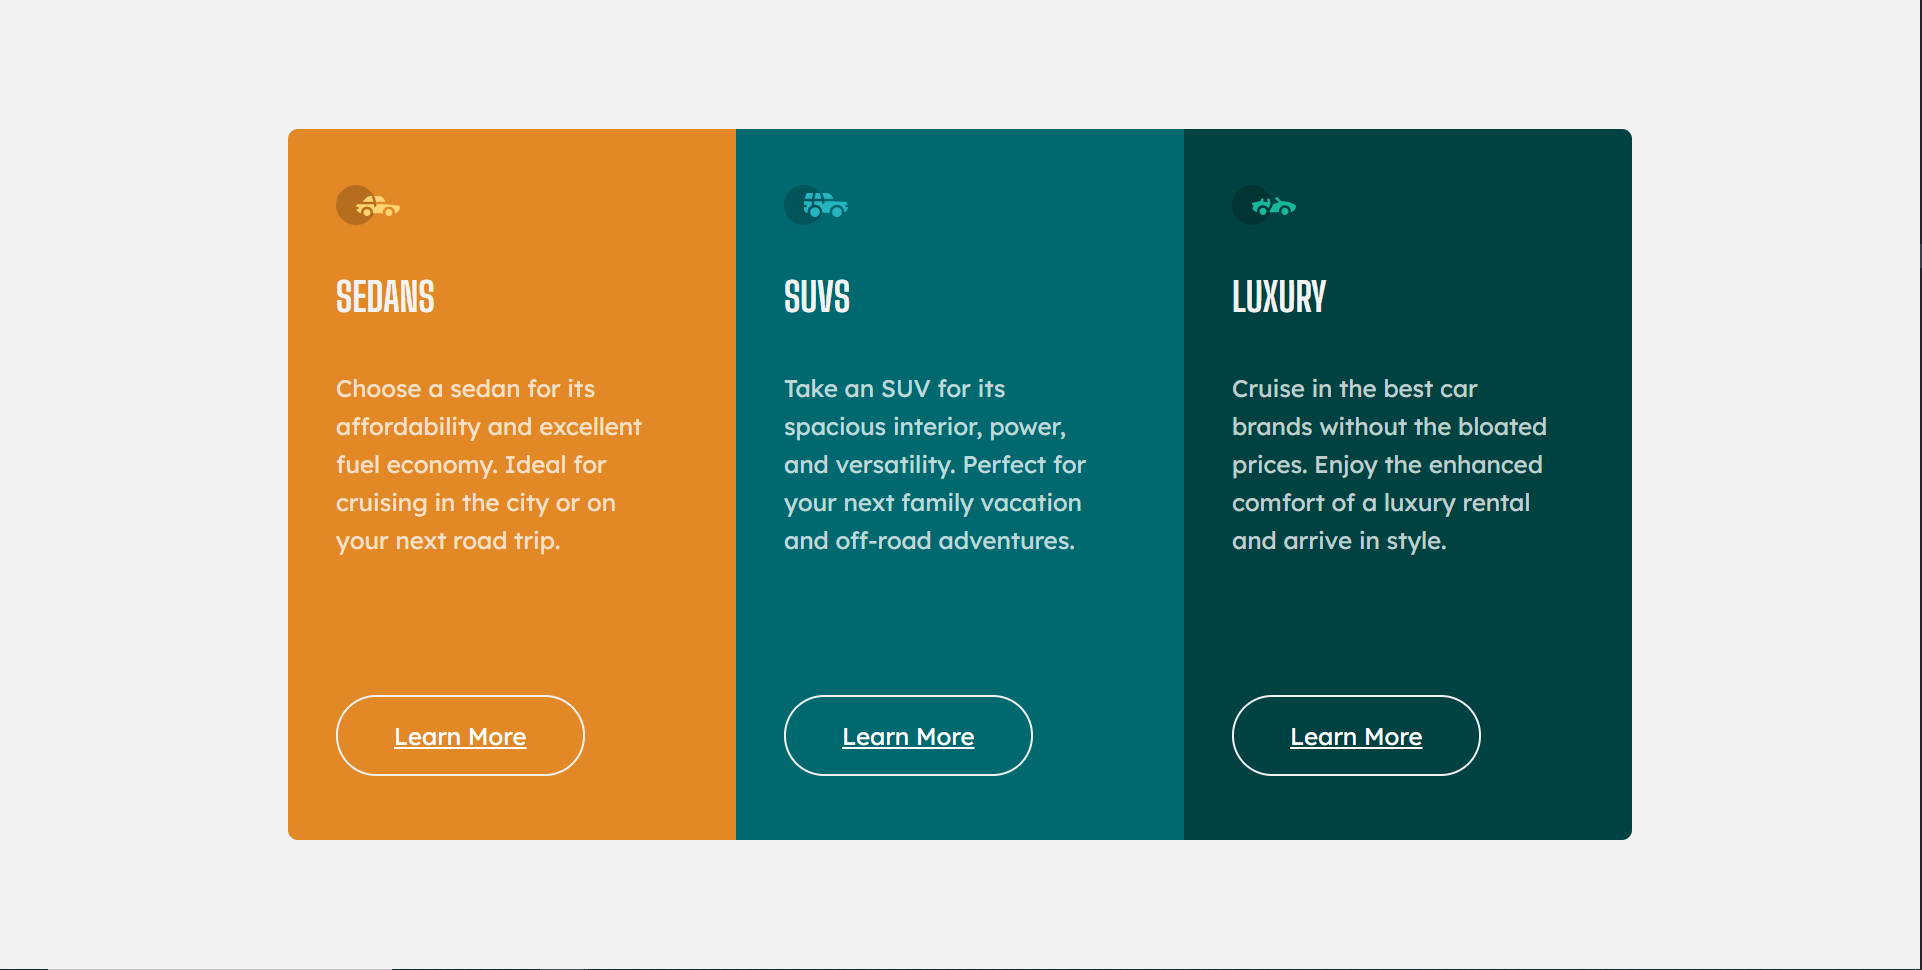 SEDANS
Choose a sedan for its
affordability and excellent
fuel economy. Ideal for
cruising in the city or on
your next road trip.
Learn More
SUVS
Take an SUV for its
spacious interior, power,
and versatility. Perfect for
your next family vacation
and off-road adventures.
Learn More
LUXURY
Cruise in the best car
brands without the bloated
prices. Enjoy the enhanced
comfort of a luxury rental
and arrive in style.
Learn More